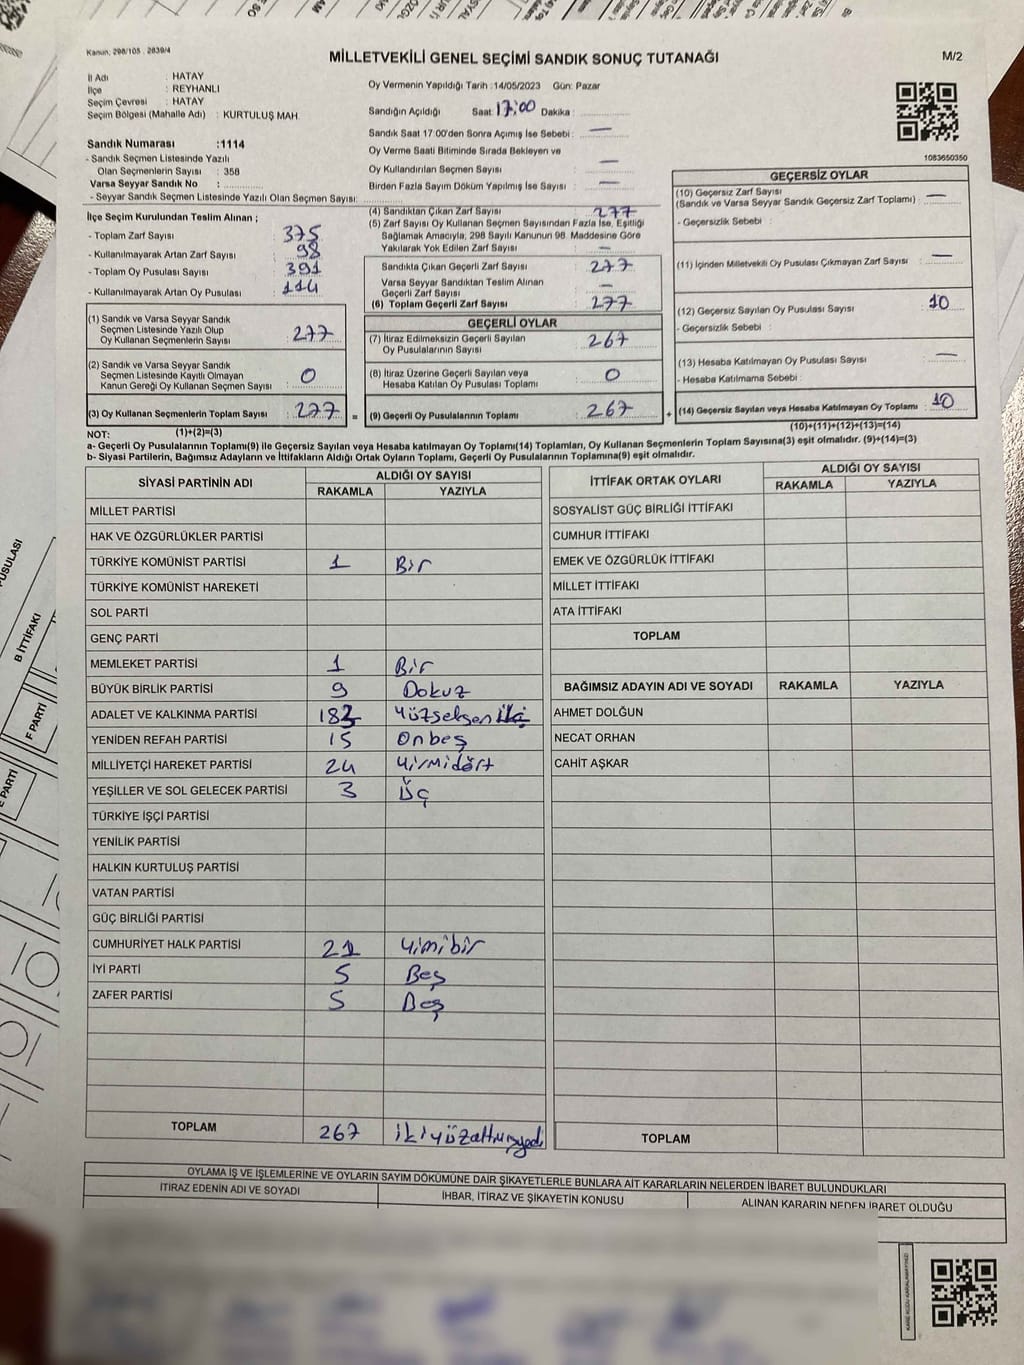 Kanun: 298/105 . 2839/4
MİLLETVEKİLİ GENEL SEÇİMİ SANDIK SONUÇ TUTANAĞI
M/2
İl Adı : HATAY
İlçe : REYHANLI
Seçim Çevresi : HATAY
Seçim Bölgesi (Mahalle Adı) : KURTULUŞ MAH.
Sandık Numarası :1114
- Sandık Seçmen Listesinde Yazılı
Olan Seçmenlerin Sayısı : 358
Varsa Seyyar Sandık No :
- Seyyar Sandık Seçmen Listesinde Yazılı Olan Seçmen Sayısı:
Oy Vermenin Yapıldığı Tarih :14/05/2023 Gün: Pazar
Sandığın Açıldığı Saat: 17:00 Dakika :
Sandık Saat 17:00'den Sonra Açımış İse Sebebi : —
Oy Verme Saati Bitiminde Sırada Bekleyen ve
Oy Kullandırılan Seçmen Sayısı : —
Birden Fazla Sayım Döküm Yapılmış İse Sayısı : —
1083650350
İlçe Seçim Kurulundan Teslim Alınan ;
- Toplam Zarf Sayısı : 375
- Kullanılmayarak Artan Zarf Sayısı : 98
- Toplam Oy Pusulası Sayısı : 391
- Kullanılmayarak Artan Oy Pusulası : 114
(4) Sandıktan Çıkan Zarf Sayısı : 277
(5) Zarf Sayısı Oy Kullanan Seçmen Sayısından Fazla İse, Eşitliği
Sağlamak Amacıyla, 298 Sayılı Kanunun 98. Maddesine Göre
Yakılarak Yok Edilen Zarf Sayısı : —
Sandıkta Çıkan Geçerli Zarf Sayısı : 277
Varsa Seyyar Sandıktan Teslim Alınan
Geçerli Zarf Sayısı : —
(6) Toplam Geçerli Zarf Sayısı : 277
GEÇERSİZ OYLAR
(10) Geçersiz Zarf Sayısı
(Sandık ve Varsa Seyyar Sandık Geçersiz Zarf Toplamı) : —
- Geçersizlik Sebebi :
(11) İçinden Milletvekili Oy Pusulası Çıkmayan Zarf Sayısı : —
(12) Geçersiz Sayılan Oy Pusulası Sayısı : 10
- Geçersizlik Sebebi :
(13) Hesaba Katılmayan Oy Pusulası Sayısı : —
- Hesaba Katılmama Sebebi :
(14) Geçersiz Sayılan veya Hesaba Katılmayan Oy Toplamı : 10
(10)+(11)+(12)+(13)=(14)
(1) Sandık ve Varsa Seyyar Sandık
Seçmen Listesinde Yazılı Olup
Oy Kullanan Seçmenlerin Sayısı : 277
(2) Sandık ve Varsa Seyyar Sandık
Seçmen Listesinde Kayıtlı Olmayan
Kanun Gereği Oy Kullanan Seçmen Sayısı : 0
(3) Oy Kullanan Seçmenlerin Toplam Sayısı : 277 =
(1)+(2)=(3)
GEÇERLİ OYLAR
(7) İtiraz Edilmeksizin Geçerli Sayılan
Oy Pusulalarının Sayısı : 267
(8) İtiraz Üzerine Geçerli Sayılan veya
Hesaba Katılan Oy Pusulası Toplamı : 0
(9) Geçerli Oy Pusulalarının Toplamı : 267 +
NOT:
a- Geçerli Oy Pusulalarının Toplamı(9) ile Geçersiz Sayılan veya Hesaba katılmayan Oy Toplamı(14) Toplamları, Oy Kullanan Seçmenlerin Toplam Sayısına(3) eşit olmalıdır. (9)+(14)=(3)
b- Siyasi Partilerin, Bağımsız Adayların ve İttifakların Aldığı Ortak Oyların Toplamı, Geçerli Oy Pusulalarının Toplamına(9) eşit olmalıdır.
SİYASİ PARTİNİN ADI ALDIĞI OY SAYISI
RAKAMLA YAZIYLA
MİLLET PARTİSİ
HAK VE ÖZGÜRLÜKLER PARTİSİ
TÜRKİYE KOMÜNİST PARTİSİ 1 Bir
TÜRKİYE KOMÜNİST HAREKETİ
SOL PARTİ
GENÇ PARTİ
MEMLEKET PARTİSİ 1 Bir
BÜYÜK BİRLİK PARTİSİ 9 Dokuz
ADALET VE KALKINMA PARTİSİ 183 Yüzseksen
YENİDEN REFAH PARTİSİ 15 Onbeş
MİLLİYETÇİ HAREKET PARTİSİ 24 Yirmidört
YEŞİLLER VE SOL GELECEK PARTİSİ 3 Üç
TÜRKİYE İŞÇİ PARTİSİ
YENİLİK PARTİSİ
HALKIN KURTULUŞ PARTİSİ
VATAN PARTİSİ
GÜÇ BİRLİĞİ PARTİSİ
CUMHURİYET HALK PARTİSİ 21 Yimibir
İYİ PARTİ 5 Beş
ZAFER PARTİSİ 5 Beş
TOPLAM 267 ikiyüzaltmışyedi
İTTİFAK ORTAK OYLARI ALDIĞI OY SAYISI
RAKAMLA YAZIYLA
SOSYALİST GÜÇ BİRLİĞİ İTTİFAKI
CUMHUR İTTİFAKI
EMEK VE ÖZGÜRLÜK İTTİFAKI
MİLLET İTTİFAKI
ATA İTTİFAKI
TOPLAM
BAĞIMSIZ ADAYIN ADI VE SOYADI RAKAMLA YAZIYLA
AHMET DOLĞUN
NECAT ORHAN
CAHİT AŞKAR
TOPLAM
OYLAMA İŞ VE İŞLEMLERİNE VE OYLARIN SAYIM DÖKÜMÜNE DAİR ŞİKAYETLERLE BUNLARA AİT KARARLARIN NELERDEN İBARET BULUNDUKLARI
İTİRAZ EDENİN ADI VE SOYADI
İHBAR, İTİRAZ VE ŞİKAYETİN KONUSU
ALINAN KARARIN NEDEN İBARET OLDUĞU
B İTTİFAKI
F PARTİ